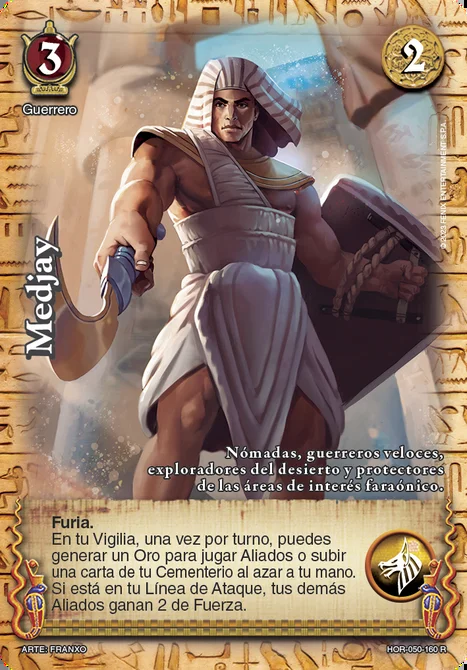 3
2
Guerrero
© 2023 FENIX ENTERTAINMENT S.P.A.
Medjay
Nómadas, guerreros veloces,
exploradores del desierto y protectores
de las áreas de interés faraónico.
Furia.
En tu Vigilia, una vez por turno, puedes
generar un Oro para jugar Aliados o subir
una carta de tu Cementerio al azar a tu mano.
Si está en tu Línea de Ataque, tus demás
Aliados ganan 2 de Fuerza.
ARTE: FRANXO
HOR-050-160 R